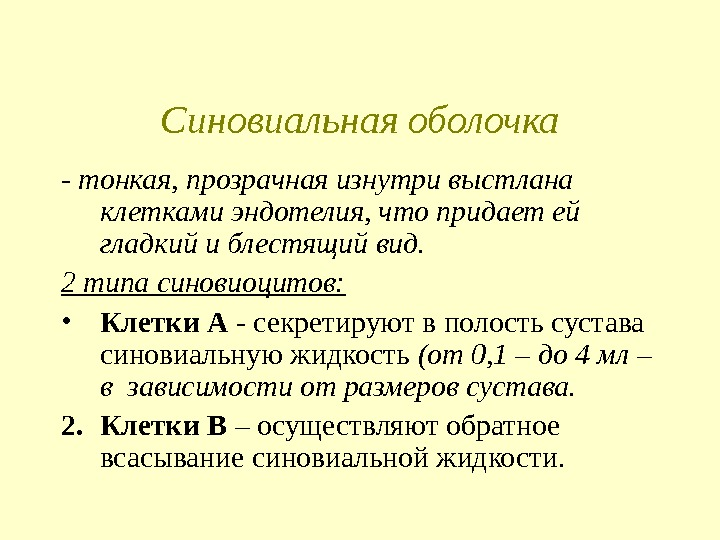 Синовиальная оболочка
- тонкая, прозрачная изнутри выстлана
клетками эндотелия, что придает ей
гладкий и блестящий вид.
2 типа синовиоцитов:
• Клетки А - секретируют в полость сустава
синовиальную жидкость (от 0,1 – до 4 мл –
в зависимости от размеров сустава.
2. Клетки В – осуществляют обратное
всасывание синовиальной жидкости.